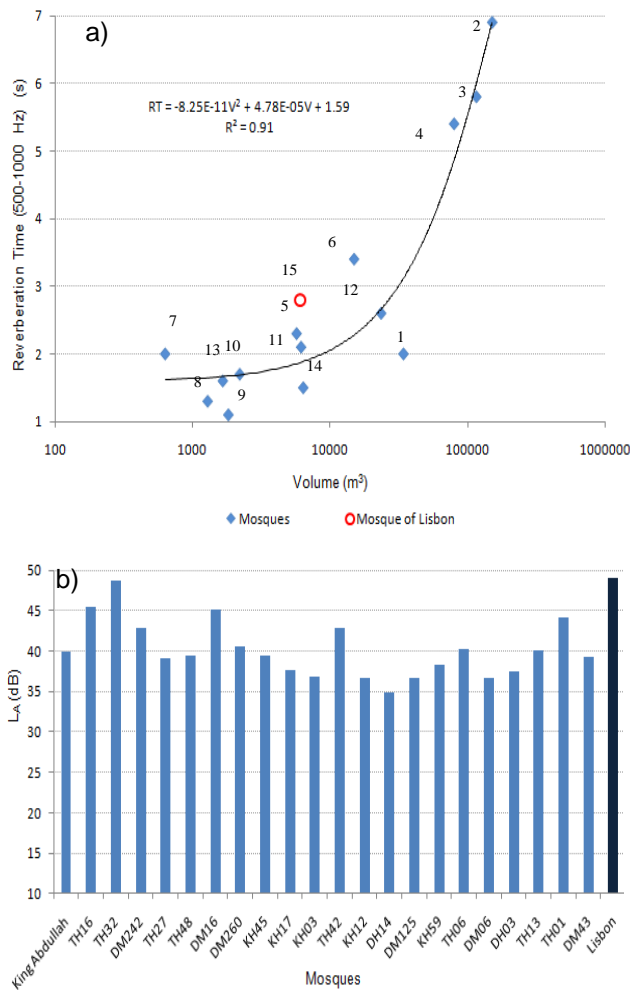 a)
Reverberation Time (500-1000 Hz) (s)
7
6
5
4
3
2
1
RT = -8.25E-11V² + 4.78E-05V + 1.59
R² = 0.91
2
3
4
6
15
12
5
7
13
10
11
1
14
8
9
100
1000
10000
100000
1000000
Volume (m³)
Mosques
Mosque of Lisbon
b)
L_A (dB)
50
45
40
35
30
25
20
15
10
King Abdullah
TH16
TH32
DM242
TH27
TH48
DM16
DM260
KH45
KH17
KH03
TH42
KH12
DH14
DM125
KH59
TH06
DM06
DH03
TH13
TH01
DM43
Lisbon
Mosques